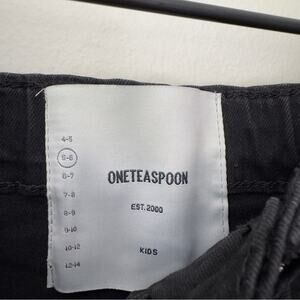 4-5
5-6
6-7
7-8
8-9
9-10
10-12
12-14
ONETEASPOON
EST. 2000
KIDS